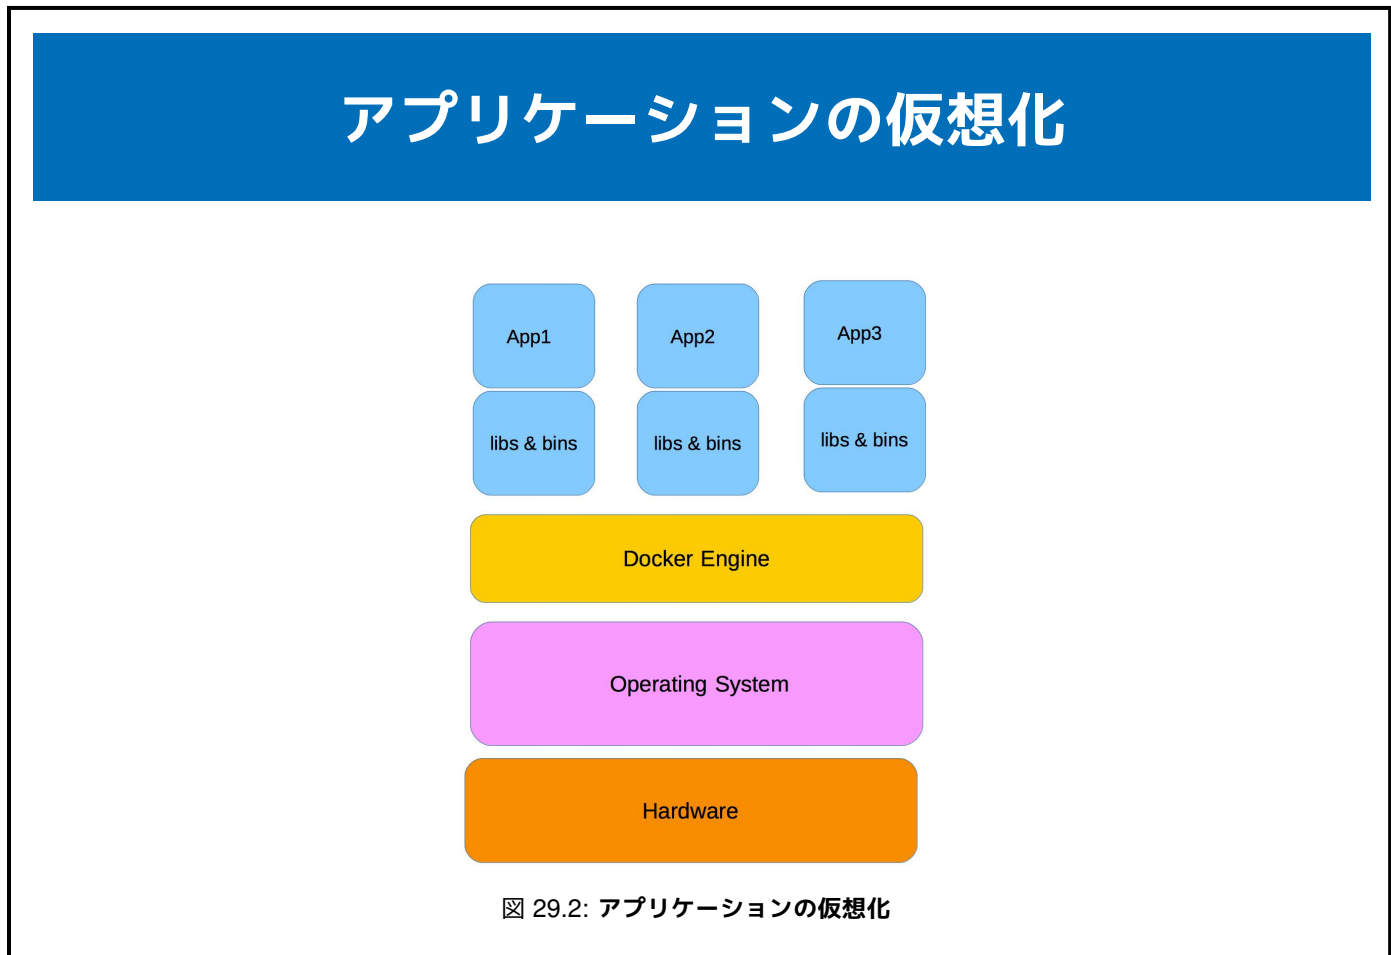 アプリケーションの仮想化
App1 App2 App3
libs & bins libs & bins libs & bins
Docker Engine
Operating System
Hardware
図 29.2: アプリケーションの仮想化